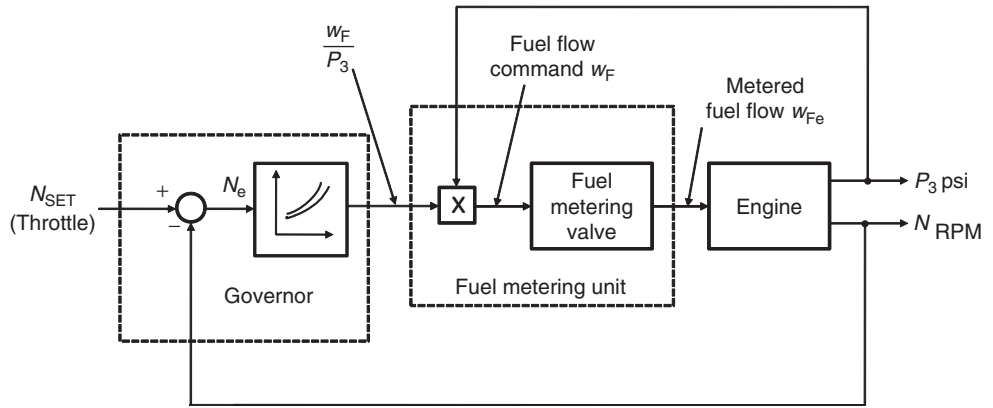 w_F
P_3
Fuel flow
command w_F
Metered
fuel flow w_Fe
N_SET
(Throttle)
+
−
N_e
Governor
X
Fuel
metering
valve
Fuel metering unit
Engine
P_3 psi
N RPM